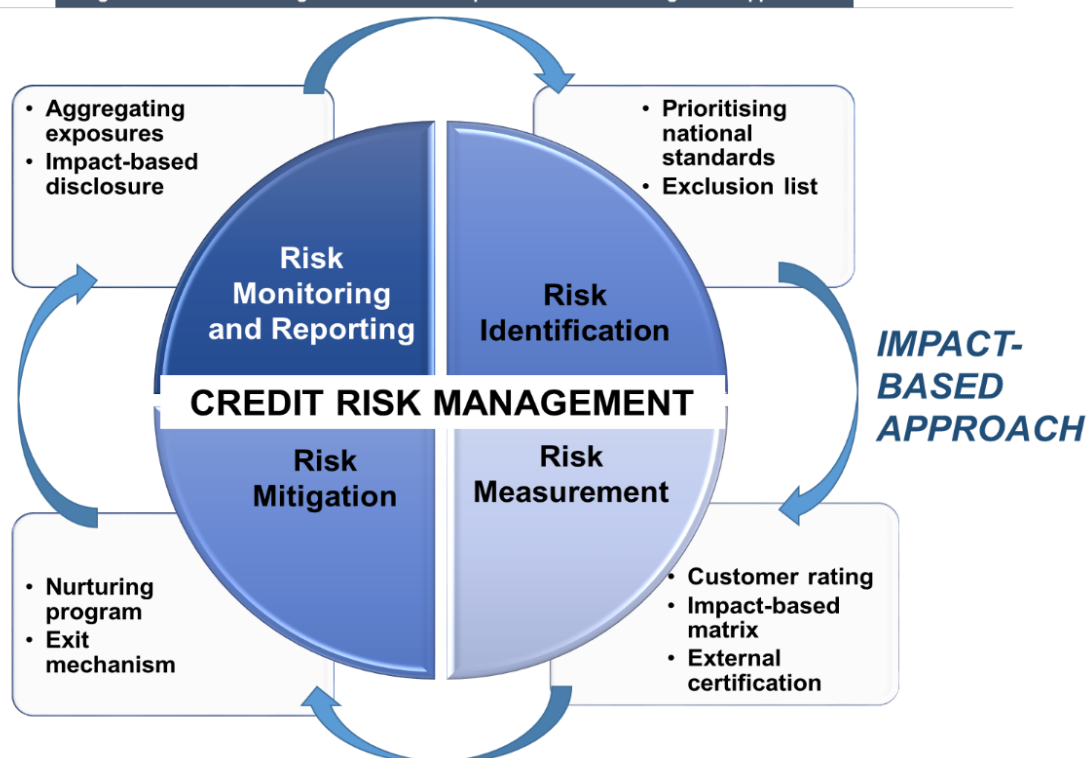 • Aggregating
exposures
• Impact-based
disclosure
• Prioritising
national
standards
• Exclusion list
Risk
Monitoring
and Reporting
Risk
Identification
IMPACT-
BASED
APPROACH
CREDIT RISK MANAGEMENT
Risk
Mitigation
Risk
Measurement
• Nurturing
program
• Exit
mechanism
• Customer rating
• Impact-based
matrix
• External
certification